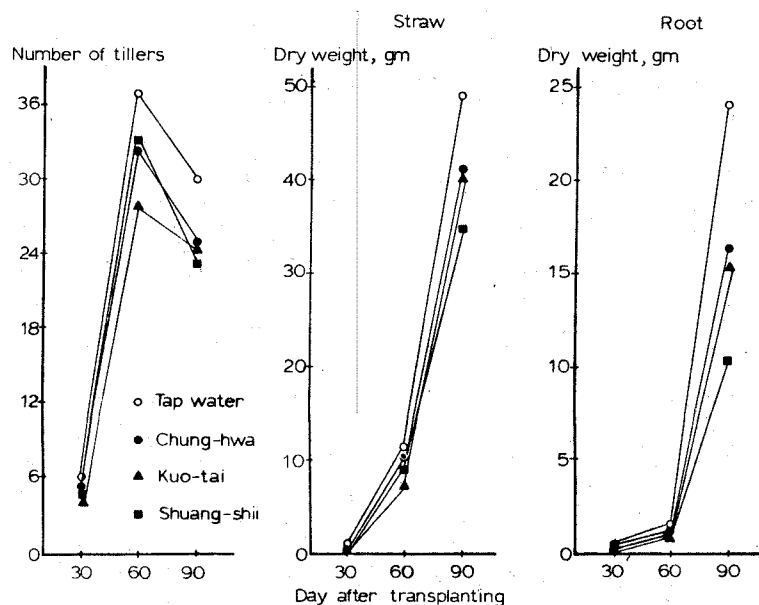 Straw
Root
Number of tillers
Dry weight, gm
Dry weight, gm
36
30
24
18
12
6
0
50
40
30
20
10
0
25
20
15
10
5
0
Tap water
Chung-hwa
Kuo-tai
Shuang-shii
30 60 90
30 60 90
30 60 90
Day after transplanting